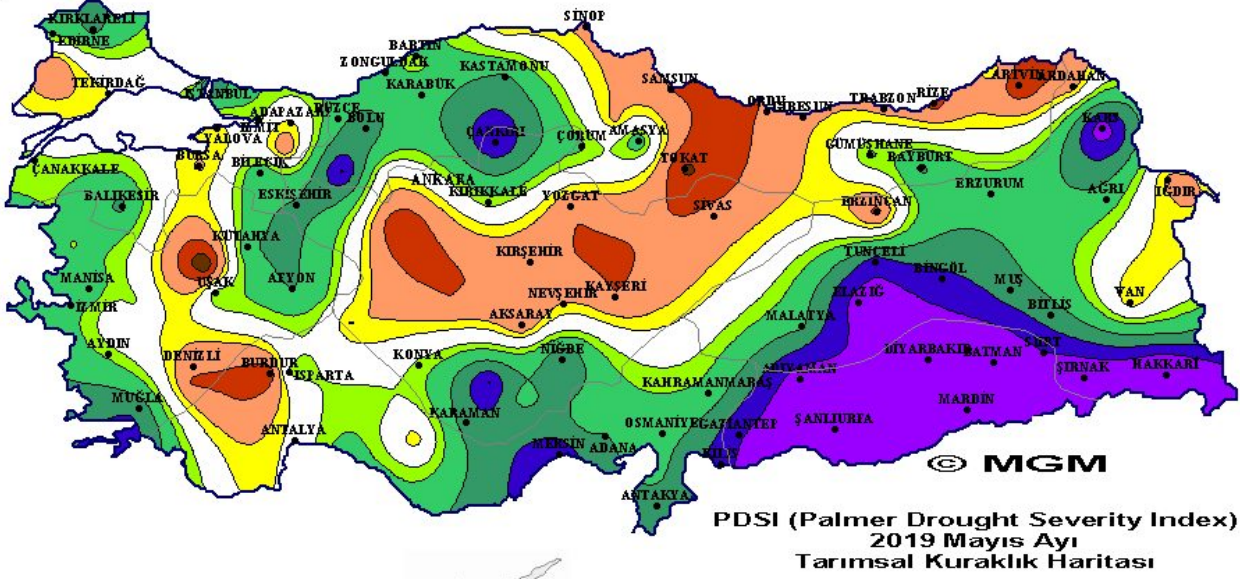 SİNOP
KIRKLARELİ
EDİRNE
BARTIN
ZONGULDAK
KASTAMONU
KARABÜK
TEKİRDAĞ
SAMSUN
ARTVİN
ARDAHAN
RİZE
ORDU
GİRESUN
TRABZON
İSTANBUL
ADAPAZARI
DÜZCE
İZMİT
BOLU
YALOVA
ÇANKIRI
ÇORUM
AMASYA
KARS
GÜMÜŞHANE
BAYBURT
BURSA
BİLECİK
ÇANAKKALE
TOKAT
ANKARA
KIRIKKALE
ERZURUM
AĞRI
IĞDIR
BALIKESİR
ESKİŞEHİR
YOZGAT
ERZİNCAN
SİVAS
KÜTAHYA
KIRŞEHİR
TUNCELİ
MANİSA
UŞAK
AFYON
BİNGÖL
MUŞ
VAN
İZMİR
NEVŞEHİR
KAYSERİ
ELAZIĞ
BİTLİS
AKSARAY
MALATYA
AYDIN
DENİZLİ
BURDUR
ISPARTA
KONYA
NİĞDE
DİYARBAKIR
BATMAN
SİİRT
ŞIRNAK
HAKKARİ
KAHRAMANMARAŞ
ADIYAMAN
MUĞLA
KARAMAN
MARDİN
ANTALYA
MERSİN
ADANA
OSMANİYE
GAZİANTEP
ŞANLIURFA
KİLİS
ANTAKYA
© MGM
PDSI (Palmer Drought Severity Index)
2019 Mayıs Ayı
Tarımsal Kuraklık Haritası